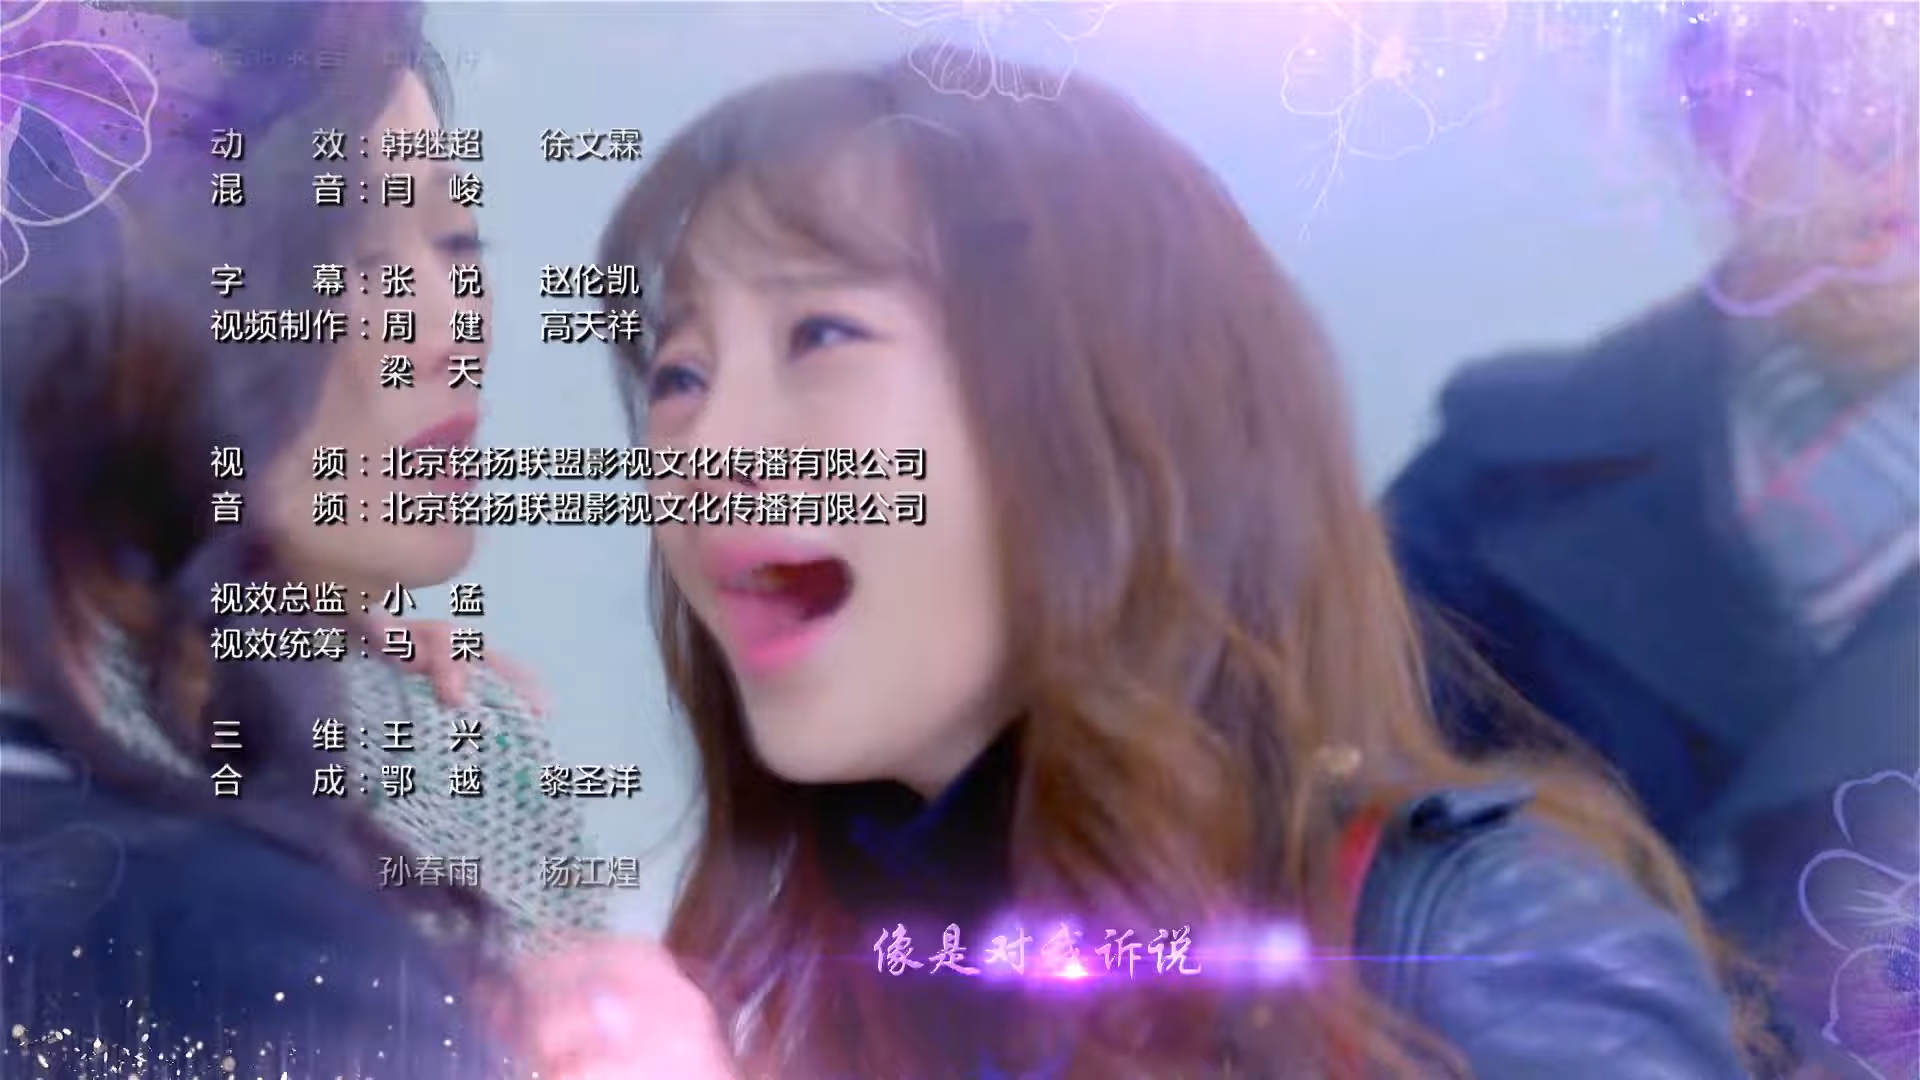 动　　效：韩继超　徐文霖
混　　音：闫　峻
字　　幕：张　悦　赵伦凯
视频制作：周　健　高天祥
梁　天
视　　频：北京铭扬联盟影视文化传播有限公司
音　　频：北京铭扬联盟影视文化传播有限公司
视效总监：小　猛
视效统筹：马　荣
三　　维：王　兴
合　　成：鄂　越　黎圣洋
孙春雨　杨江煌
像是对我诉说